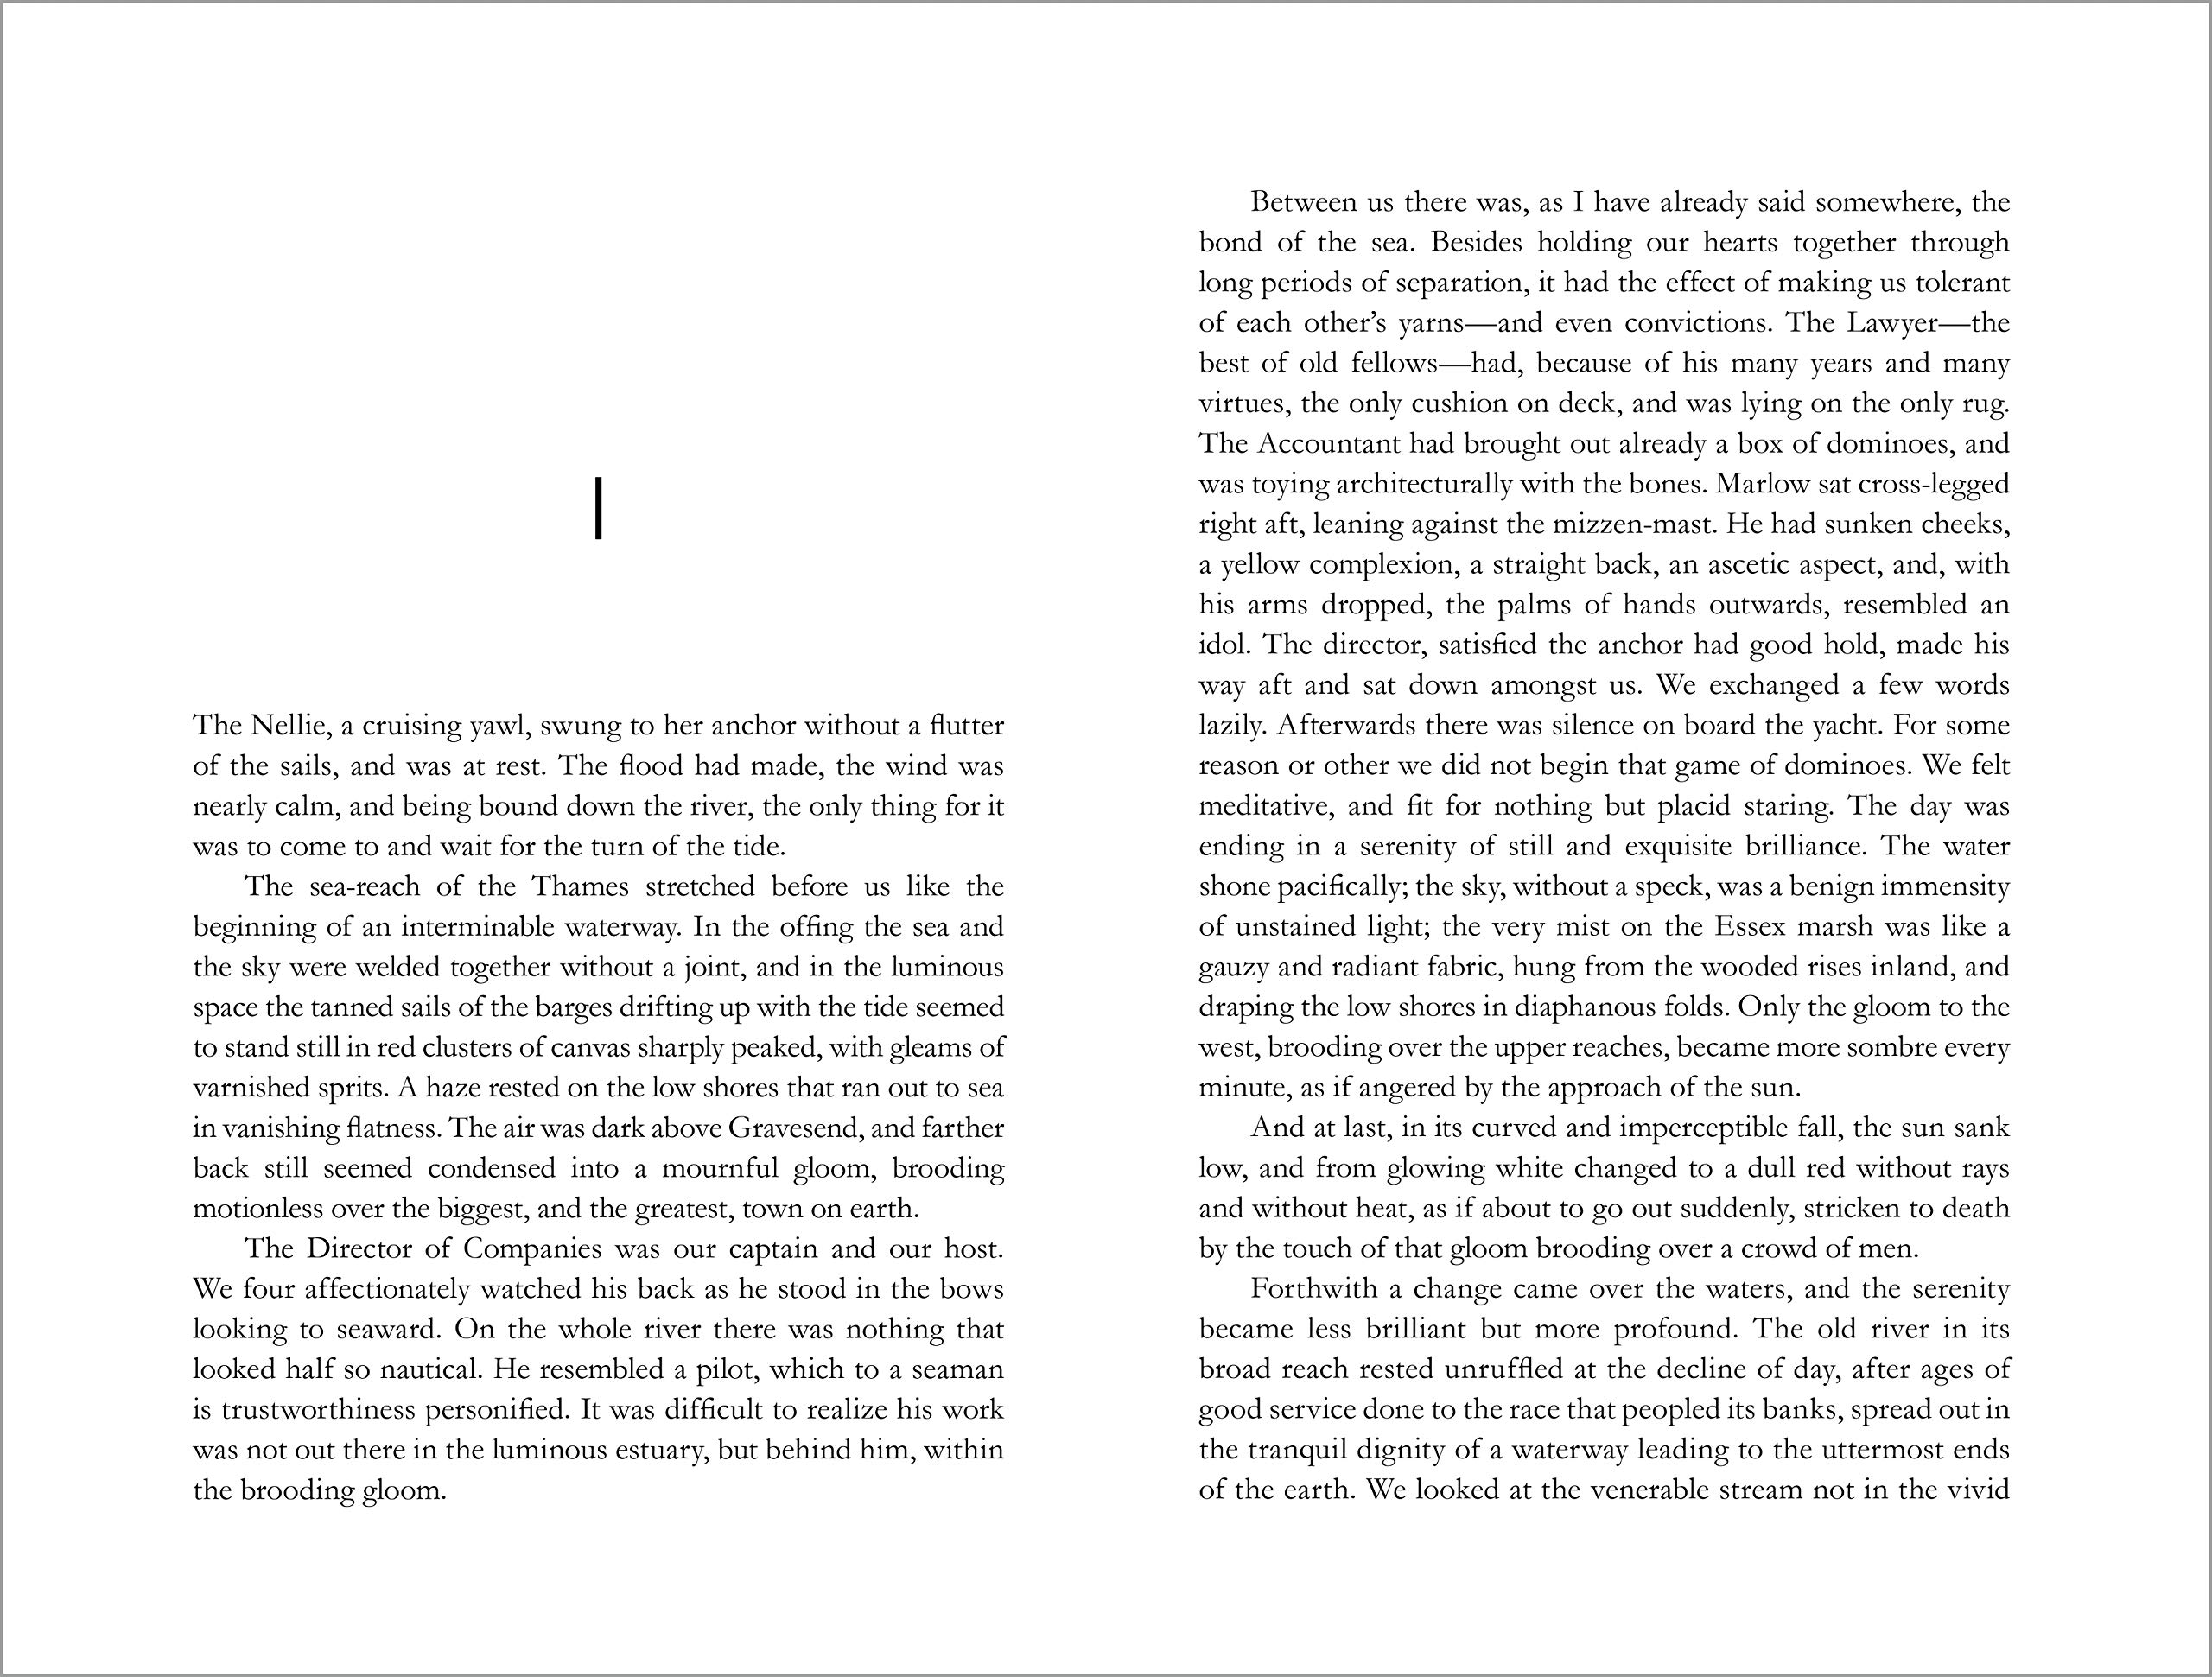 I
The Nellie, a cruising yawl, swung to her anchor without a flutter
of the sails, and was at rest. The flood had made, the wind was
nearly calm, and being bound down the river, the only thing for it
was to come to and wait for the turn of the tide.
The sea-reach of the Thames stretched before us like the
beginning of an interminable waterway. In the offing the sea and
the sky were welded together without a joint, and in the luminous
space the tanned sails of the barges drifting up with the tide seemed
to stand still in red clusters of canvas sharply peaked, with gleams of
varnished sprits. A haze rested on the low shores that ran out to sea
in vanishing flatness. The air was dark above Gravesend, and farther
back still seemed condensed into a mournful gloom, brooding
motionless over the biggest, and the greatest, town on earth.
The Director of Companies was our captain and our host.
We four affectionately watched his back as he stood in the bows
looking to seaward. On the whole river there was nothing that
looked half so nautical. He resembled a pilot, which to a seaman
is trustworthiness personified. It was difficult to realize his work
was not out there in the luminous estuary, but behind him, within
the brooding gloom.
Between us there was, as I have already said somewhere, the
bond of the sea. Besides holding our hearts together through
long periods of separation, it had the effect of making us tolerant
of each other’s yarns—and even convictions. The Lawyer—the
best of old fellows—had, because of his many years and many
virtues, the only cushion on deck, and was lying on the only rug.
The Accountant had brought out already a box of dominoes, and
was toying architecturally with the bones. Marlow sat cross-legged
right aft, leaning against the mizzen-mast. He had sunken cheeks,
a yellow complexion, a straight back, an ascetic aspect, and, with
his arms dropped, the palms of hands outwards, resembled an
idol. The director, satisfied the anchor had good hold, made his
way aft and sat down amongst us. We exchanged a few words
lazily. Afterwards there was silence on board the yacht. For some
reason or other we did not begin that game of dominoes. We felt
meditative, and fit for nothing but placid staring. The day was
ending in a serenity of still and exquisite brilliance. The water
shone pacifically; the sky, without a speck, was a benign immensity
of unstained light; the very mist on the Essex marsh was like a
gauzy and radiant fabric, hung from the wooded rises inland, and
draping the low shores in diaphanous folds. Only the gloom to the
west, brooding over the upper reaches, became more sombre every
minute, as if angered by the approach of the sun.
And at last, in its curved and imperceptible fall, the sun sank
low, and from glowing white changed to a dull red without rays
and without heat, as if about to go out suddenly, stricken to death
by the touch of that gloom brooding over a crowd of men.
Forthwith a change came over the waters, and the serenity
became less brilliant but more profound. The old river in its
broad reach rested unruffled at the decline of day, after ages of
good service done to the race that peopled its banks, spread out in
the tranquil dignity of a waterway leading to the uttermost ends
of the earth. We looked at the venerable stream not in the vivid